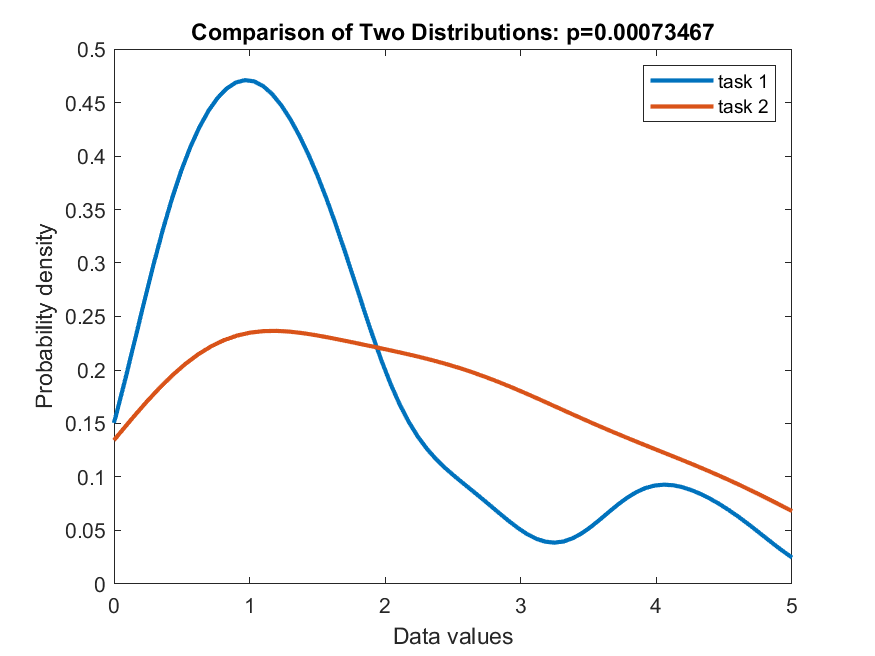 Comparison of Two Distributions: p=0.00073467
0.5
0.45
0.4
0.35
0.3
0.25
0.2
0.15
0.1
0.05
0
Probability density
task 1
task 2
0 1 2 3 4 5
Data values